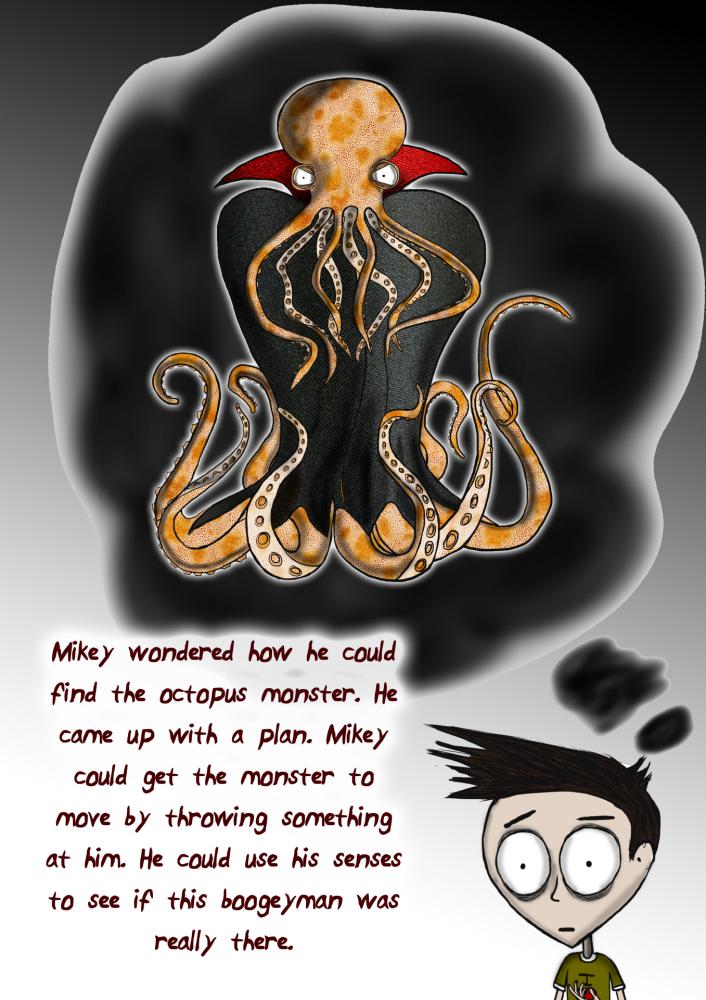 Mikey wondered how he could
find the octopus monster. He
came up with a plan. Mikey
could get the monster to
move by throwing something
at him. He could use his senses
to see if this boogeyman was
really there.